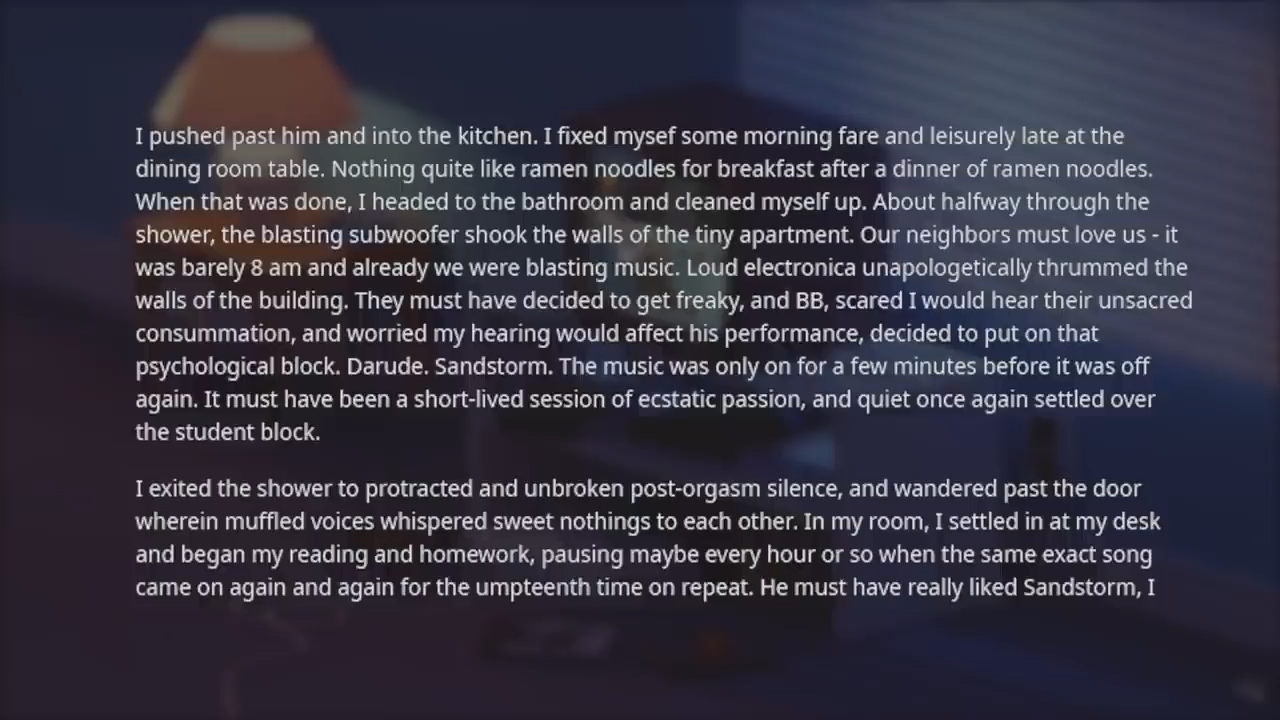 I pushed past him and into the kitchen. I fixed mysef some morning fare and leisurely late at the
dining room table. Nothing quite like ramen noodles for breakfast after a dinner of ramen noodles.
When that was done, I headed to the bathroom and cleaned myself up. About halfway through the
shower, the blasting subwoofer shook the walls of the tiny apartment. Our neighbors must love us - it
was barely 8 am and already we were blasting music. Loud electronica unapologetically thrummed the
walls of the building. They must have decided to get freaky, and BB, scared I would hear their unsacred
consummation, and worried my hearing would affect his performance, decided to put on that
psychological block. Darude. Sandstorm. The music was only on for a few minutes before it was off
again. It must have been a short-lived session of ecstatic passion, and quiet once again settled over
the student block.
I exited the shower to protracted and unbroken post-orgasm silence, and wandered past the door
wherein muffled voices whispered sweet nothings to each other. In my room, I settled in at my desk
and began my reading and homework, pausing maybe every hour or so when the same exact song
came on again and again for the umpteenth time on repeat. He must have really liked Sandstorm, I